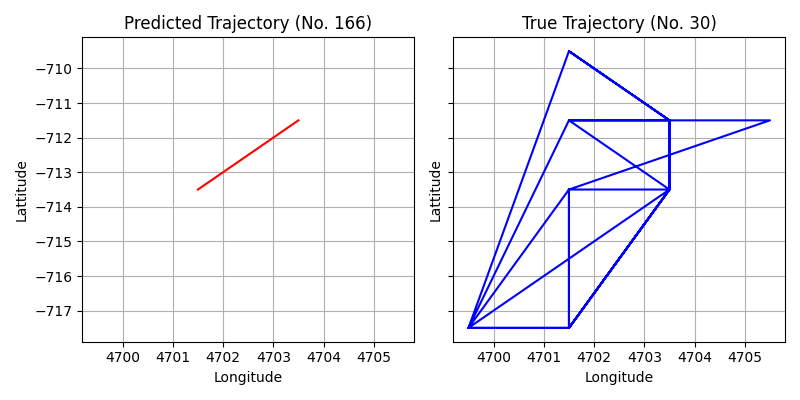 Predicted Trajectory (No. 166)
True Trajectory (No. 30)
−710
−711
−712
−713
−714
−715
−716
−717
Lattitude
Lattitude
4700 4701 4702 4703 4704 4705
4700 4701 4702 4703 4704 4705
Longitude
Longitude